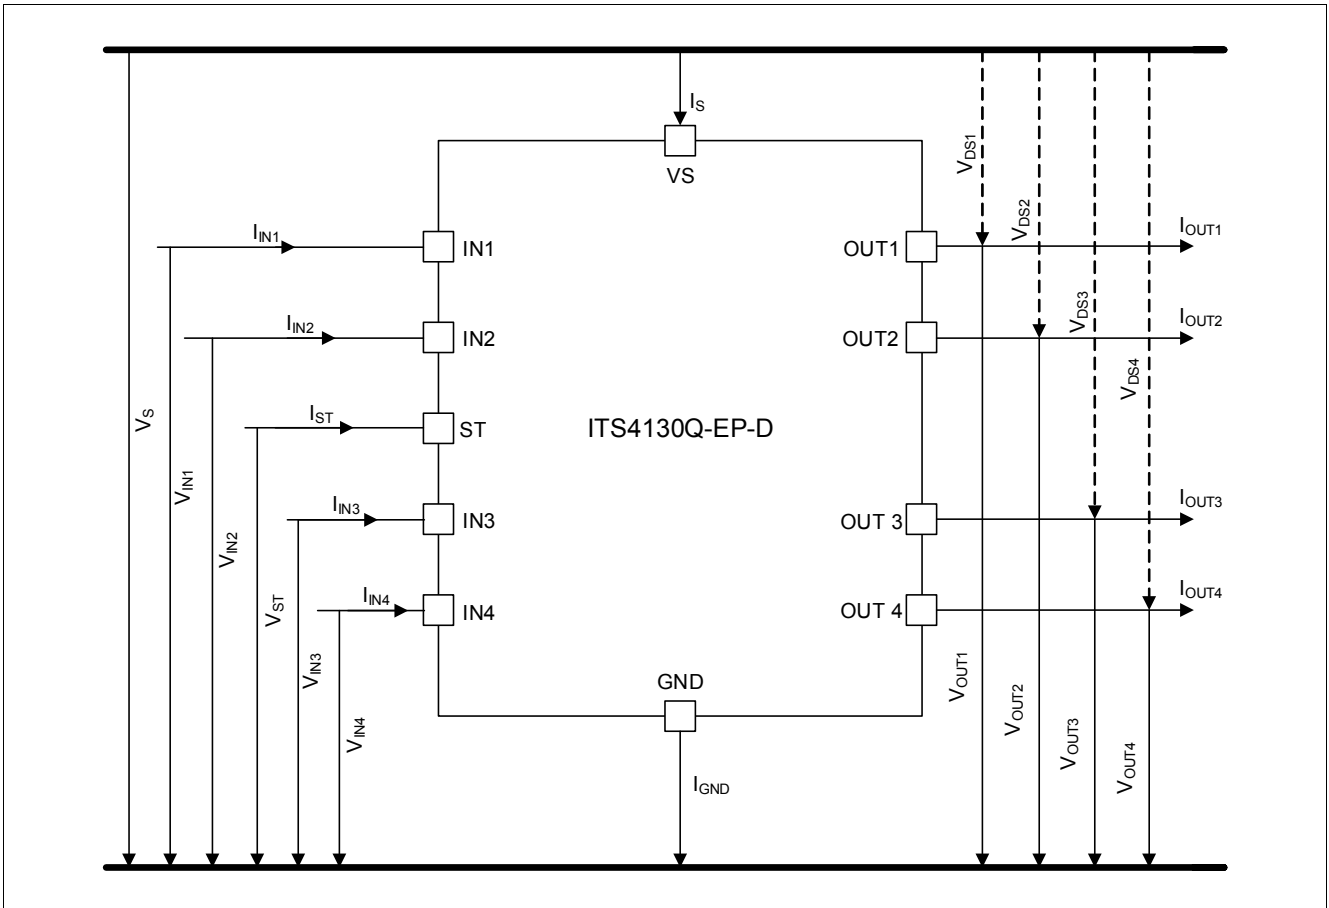 I_S
VS
V_DS1
V_DS2
V_DS3
V_DS4
I_IN1
IN1
OUT1
I_OUT1
I_IN2
IN2
OUT2
I_OUT2
I_ST
ST
ITS4130Q-EP-D
I_IN3
IN3
OUT 3
I_OUT3
I_IN4
IN4
OUT 4
I_OUT4
V_S
V_IN1
V_IN2
V_ST
V_IN3
V_IN4
GND
I_GND
V_OUT1
V_OUT2
V_OUT3
V_OUT4